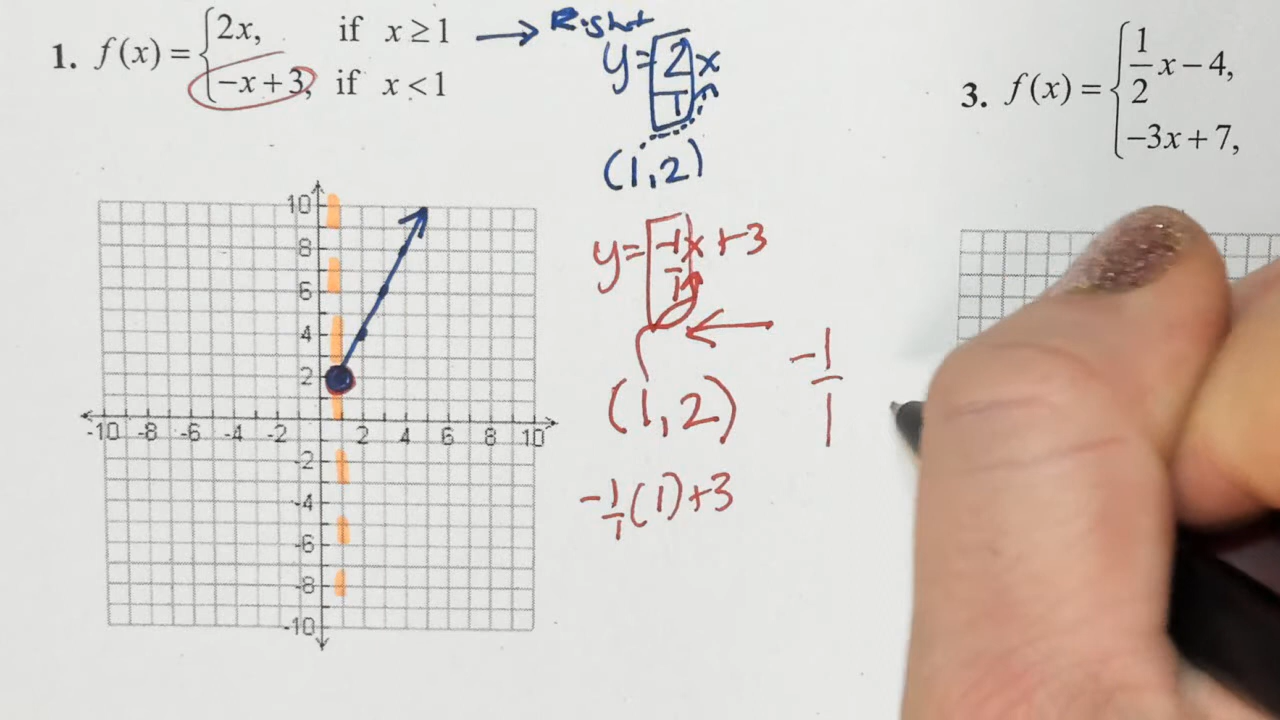 1. f(x) = { 2x, if x ≥ 1 → Right
−x + 3, if x < 1
y = 2/1 x
(1, 2)
y = −1/1 x + 3
(1, 2)
−1/1 (1) + 3
−1/1
10
8
6
4
2
-10 -8 -6 -4 -2 2 4 6 8 10
-2
-4
-6
-8
-10
3. f(x) = { 1/2 x − 4,
−3x + 7,